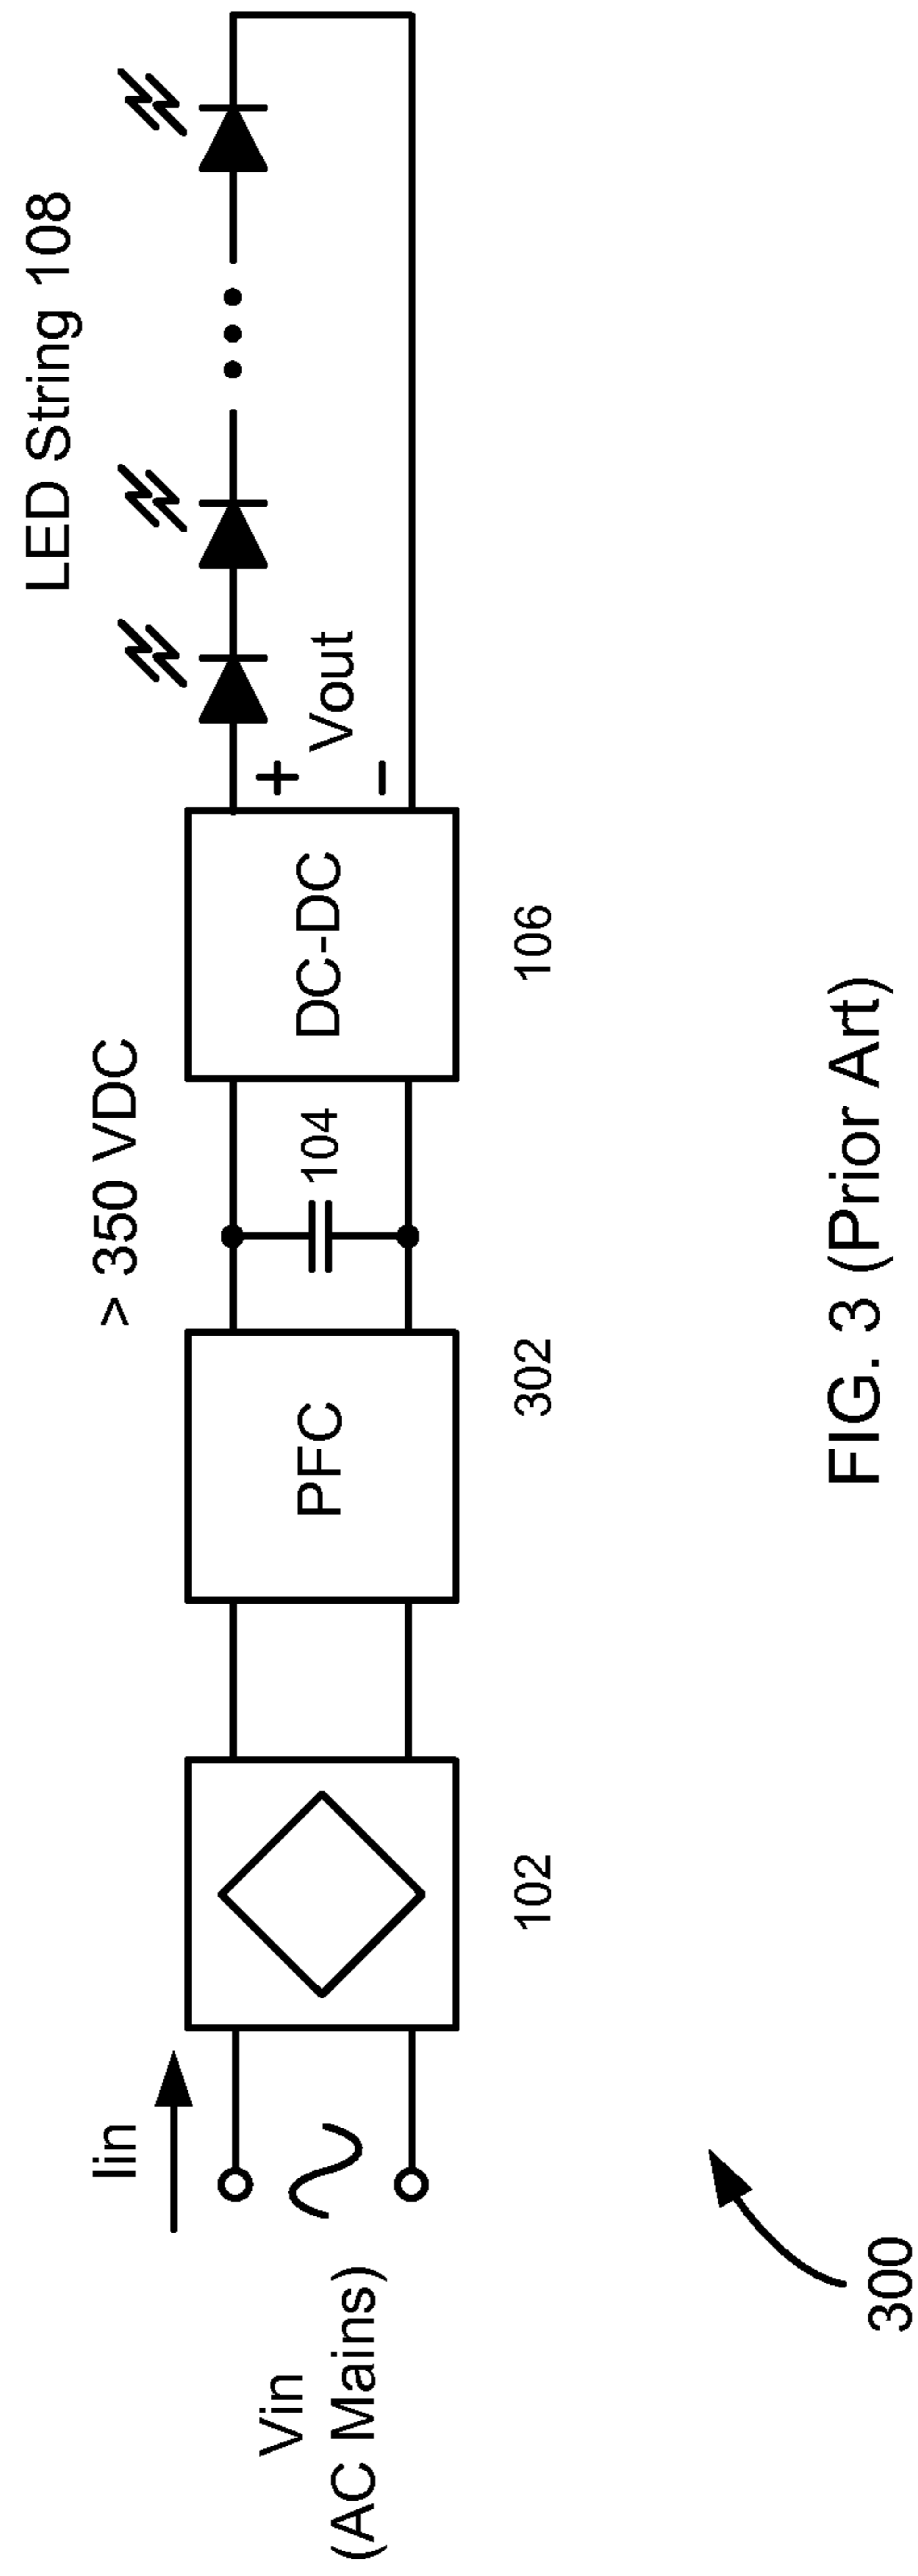 LED String 108
> 350 VDC
Iin
Vin
(AC Mains)
PFC
104
DC-DC
+
Vout
−
102
302
106
300
FIG. 3 (Prior Art)